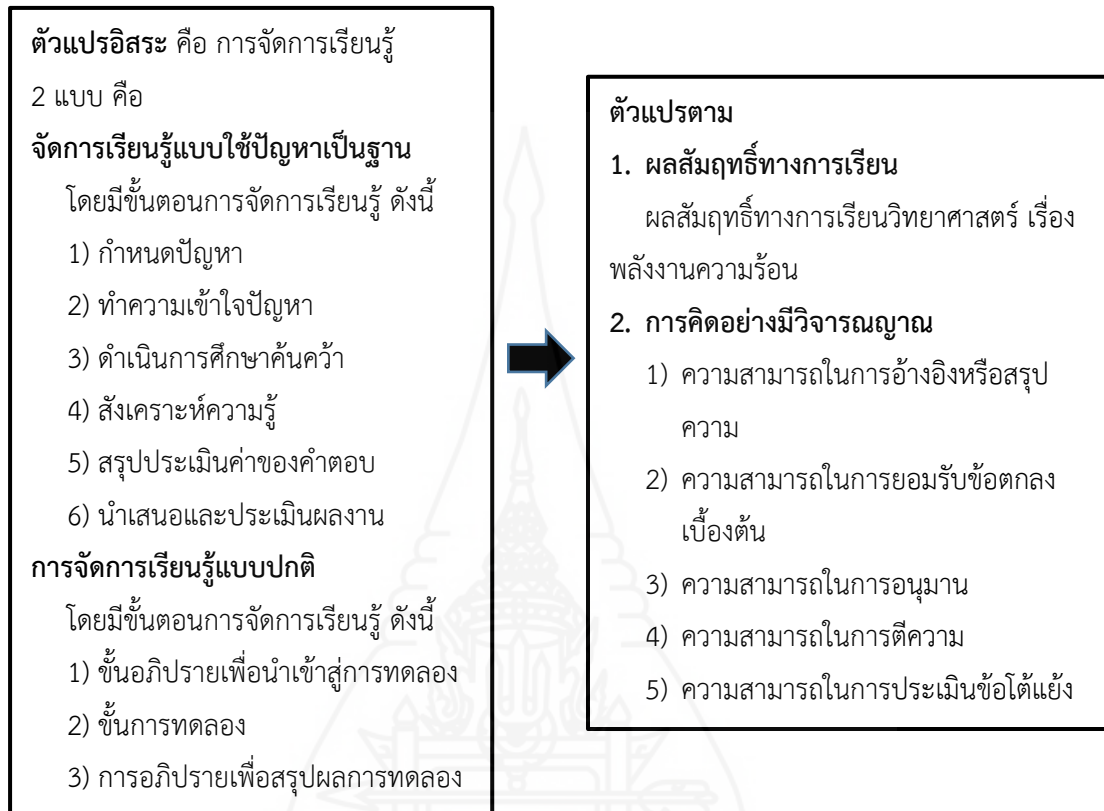 ตัวแปรอิสระ คือ การจัดการเรียนรู้
2 แบบ คือ
จัดการเรียนรู้แบบใช้ปัญหาเป็นฐาน
โดยมีขั้นตอนการจัดการเรียนรู้ ดังนี้
1) กำหนดปัญหา
2) ทำความเข้าใจปัญหา
3) ดำเนินการศึกษาค้นคว้า
4) สังเคราะห์ความรู้
5) สรุปประเมินค่าของคำตอบ
6) นำเสนอและประเมินผลงาน
การจัดการเรียนรู้แบบปกติ
โดยมีขั้นตอนการจัดการเรียนรู้ ดังนี้
1) ขั้นอภิปรายเพื่อนำเข้าสู่การทดลอง
2) ขั้นการทดลอง
3) การอภิปรายเพื่อสรุปผลการทดลอง
ตัวแปรตาม
1. ผลสัมฤทธิ์ทางการเรียน
ผลสัมฤทธิ์ทางการเรียนวิทยาศาสตร์ เรื่อง
พลังงานความร้อน
2. การคิดอย่างมีวิจารณญาณ
1) ความสามารถในการอ้างอิงหรือสรุป
ความ
2) ความสามารถในการยอมรับข้อตกลง
เบื้องต้น
3) ความสามารถในการอนุมาน
4) ความสามารถในการตีความ
5) ความสามารถในการประเมินข้อโต้แย้ง